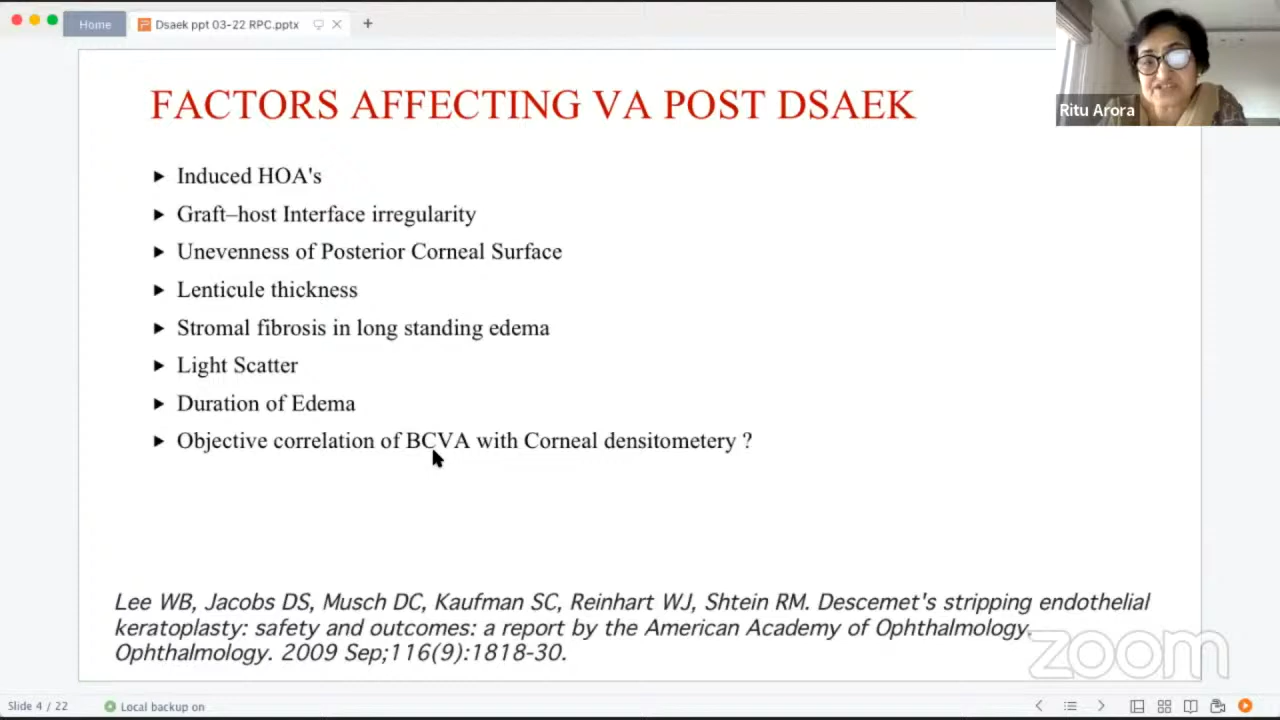 Home
Dsaek ppt 03-22 RPC.pptx
Ritu Arora
FACTORS AFFECTING VA POST DSAEK
Induced HOA's
Graft–host Interface irregularity
Unevenness of Posterior Corneal Surface
Lenticule thickness
Stromal fibrosis in long standing edema
Light Scatter
Duration of Edema
Objective correlation of BCVA with Corneal densitometery ?
Lee WB, Jacobs DS, Musch DC, Kaufman SC, Reinhart WJ, Shtein RM. Descemet's stripping endothelial
keratoplasty: safety and outcomes: a report by the American Academy of Ophthalmology.
Ophthalmology. 2009 Sep;116(9):1818-30.
zoom
Slide 4 / 22
Local backup on